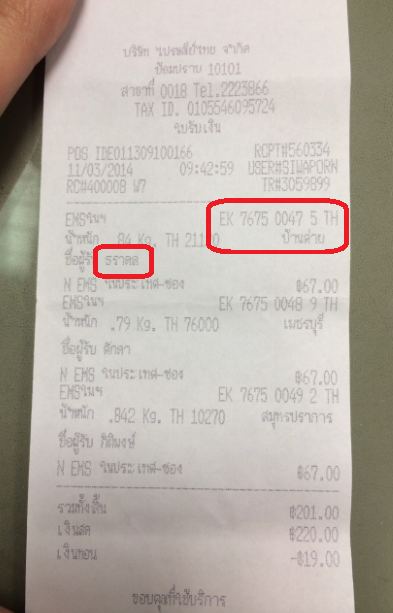 บริษัท ไปรษณีย์ไทย จำกัด
ป้อมปราบ 10101
สาขาที่ 0018 Tel.2223866
TAX ID. 0105546095724
ใบรับเงิน
POS IDE011309100166 RCPT#560334
11/03/2014 09:42:59 USER#SIWAPORN
RC#400008 W7 TR#3059899
EMSในฯ EK 7675 0047 5 TH
น้ำหนัก .84 Kg. TH 21120 บ้านค่าย
ชื่อผู้รับ ธราดล
N EMS ในประเทศ-ซอง ฿67.00
EMSในฯ EK 7675 0048 9 TH
น้ำหนัก .79 Kg. TH 76000 เพชรบุรี
ชื่อผู้รับ ศักดา
N EMS ในประเทศ-ซอง ฿67.00
EMSในฯ EK 7675 0049 2 TH
น้ำหนัก .842 Kg. TH 10270 สมุทรปราการ
ชื่อผู้รับ กิติพงษ์
N EMS ในประเทศ-ซอง ฿67.00
รวมทั้งสิ้น ฿201.00
เงินสด ฿220.00
เงินทอน -฿19.00
ขอบคุณที่ใช้บริการ